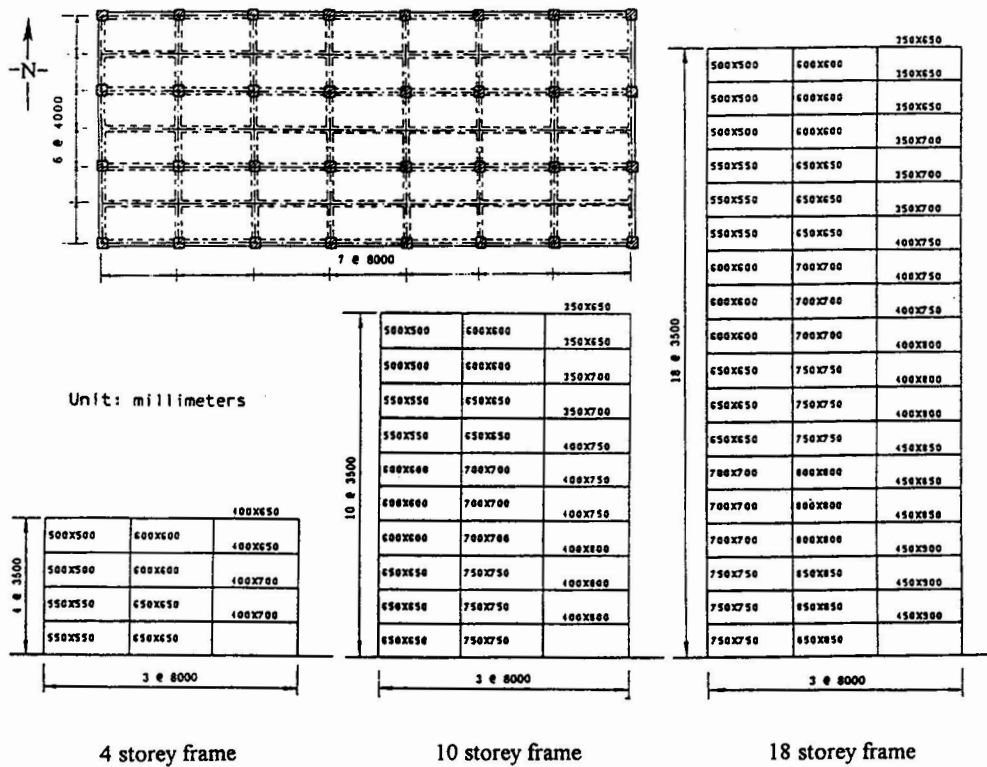 N
6 @ 4000
7 @ 8000
Unit: millimeters
400X650
500X500 600X600
400X650
500X500 600X600
400X700
550X550 650X650
400X700
550X550 650X650
4 @ 3500
3 @ 8000
4 storey frame
350X650
500X500 600X600
350X650
500X500 600X600
350X700
550X550 650X650
350X700
550X550 650X650
400X750
600X600 700X700
400X750
600X600 700X700
400X750
600X600 700X700
400X800
650X650 750X750
400X800
650X650 750X750
400X800
650X650 750X750
10 @ 3500
3 @ 8000
10 storey frame
350X650
500X500 600X600
350X650
500X500 600X600
350X650
500X500 600X600
350X700
550X550 650X650
350X700
550X550 650X650
350X700
550X550 650X650
400X750
600X600 700X700
400X750
600X600 700X700
400X750
600X600 700X700
400X800
650X650 750X750
400X800
650X650 750X750
400X800
650X650 750X750
450X850
700X700 800X800
450X850
700X700 800X800
450X850
700X700 800X800
450X900
750X750 850X850
450X900
750X750 850X850
450X900
750X750 850X850
18 @ 3500
3 @ 8000
18 storey frame